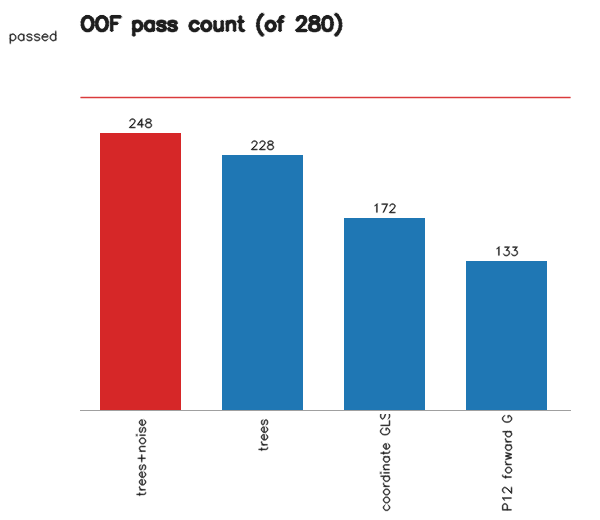 OOF pass count (of 280)
passed
248
228
172
133
trees+noise
trees
coordinate GLS
P12 forward G